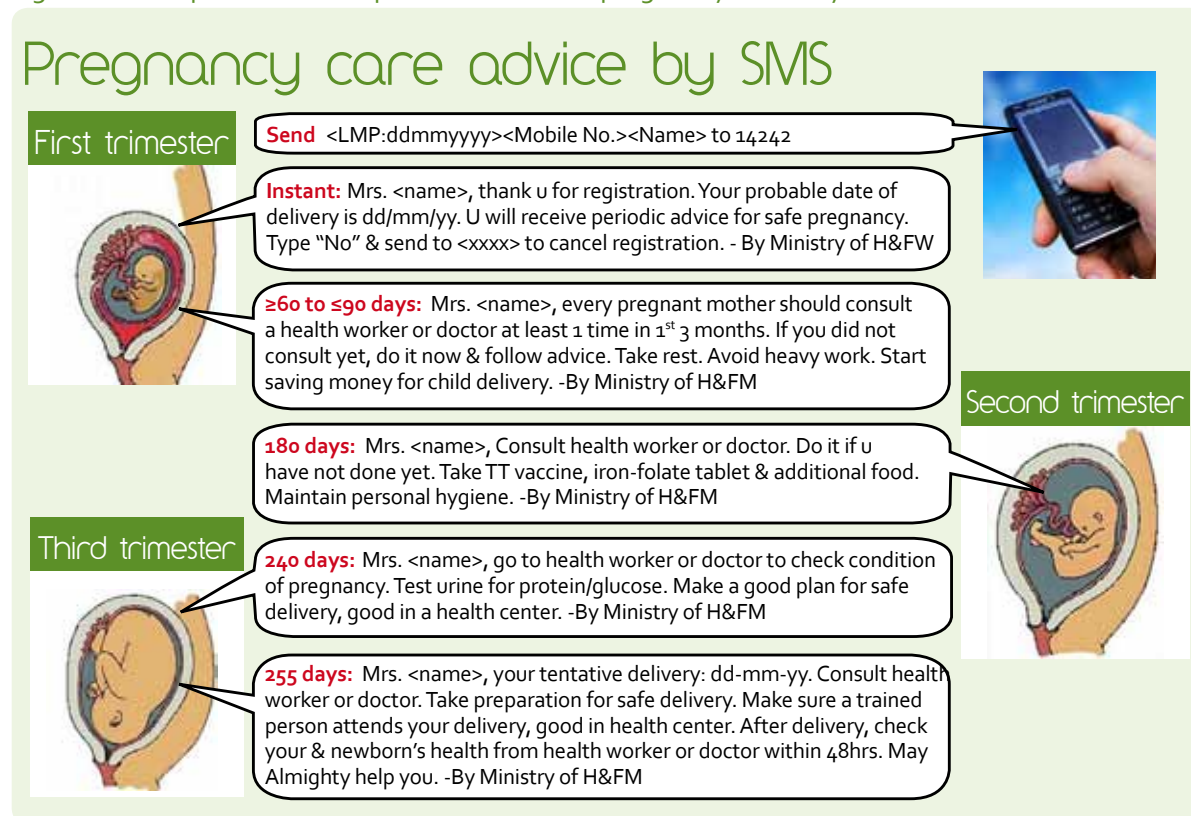 Pregnancy care advice by SMS
First trimester
Send <LMP:ddmmyyyy><Mobile No.><Name> to 14242
Instant: Mrs. <name>, thank u for registration. Your probable date of
delivery is dd/mm/yy. U will receive periodic advice for safe pregnancy.
Type “No” & send to <xxxx> to cancel registration. - By Ministry of H&FW
≥60 to ≤90 days: Mrs. <name>, every pregnant mother should consult
a health worker or doctor at least 1 time in 1st 3 months. If you did not
consult yet, do it now & follow advice. Take rest. Avoid heavy work. Start
saving money for child delivery. -By Ministry of H&FM
Second trimester
180 days: Mrs. <name>, Consult health worker or doctor. Do it if u
have not done yet. Take TT vaccine, iron-folate tablet & additional food.
Maintain personal hygiene. -By Ministry of H&FM
Third trimester
240 days: Mrs. <name>, go to health worker or doctor to check condition
of pregnancy. Test urine for protein/glucose. Make a good plan for safe
delivery, good in a health center. -By Ministry of H&FM
255 days: Mrs. <name>, your tentative delivery: dd-mm-yy. Consult health
worker or doctor. Take preparation for safe delivery. Make sure a trained
person attends your delivery, good in health center. After delivery, check
your & newborn’s health from health worker or doctor within 48hrs. May
Almighty help you. -By Ministry of H&FM